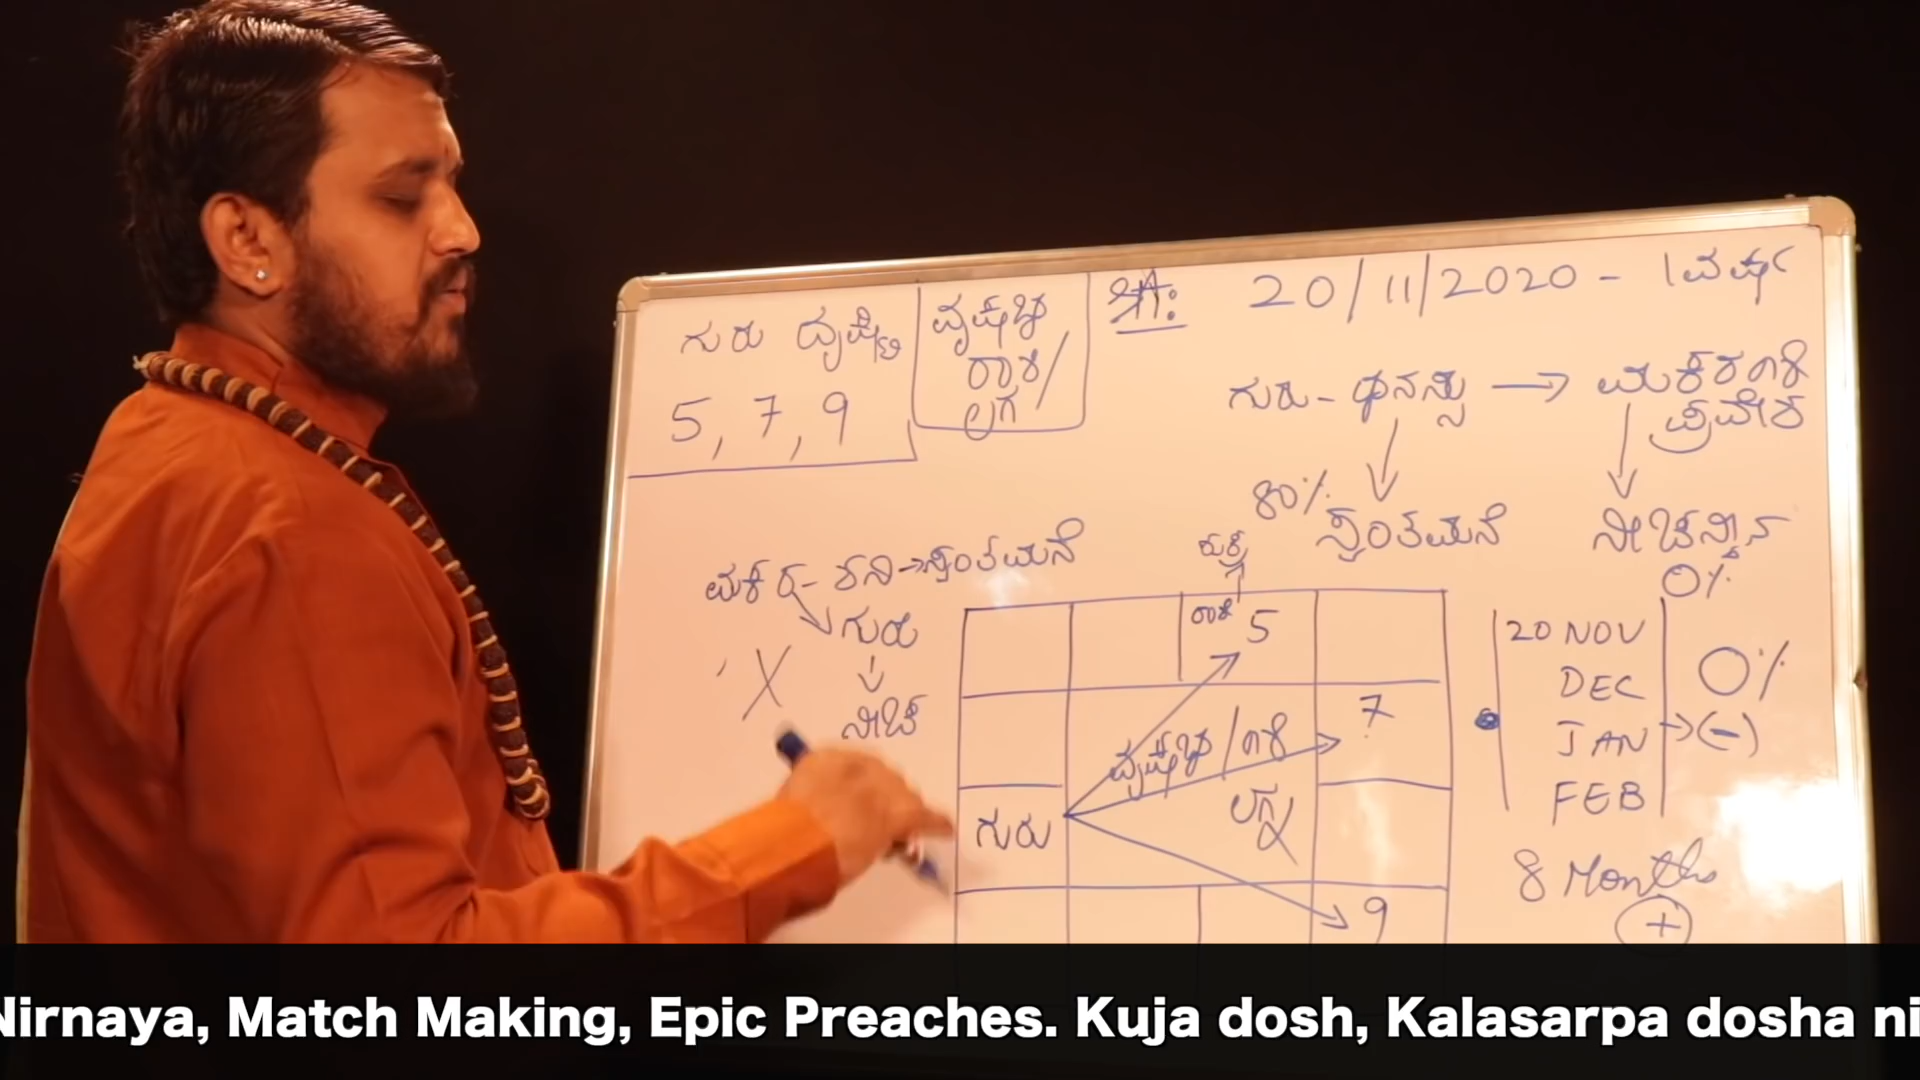 ಗುರು ದೃಷ್ಟಿ
5, 7, 9
ವೃಷಭ
ರಾಶಿ/
ಲಗ್ನ
ಶ್ರೀ:
20/11/2020 - 1ವರ್ಷ
ಗುರು - ಧನಸ್ಸು → ಮಕರರಾಶಿ
ಪ್ರವೇಶ
80%
ಸ್ವಂತಮನೆ
ನೀಚಸ್ಥಾನ
0%
ಮಕರ - ಶನಿ → ಸ್ವಂತಮನೆ
ಗುರು
X
ನೀಚ
ಶುಕ್ರ
ರಾಶಿ 5
7
ವೃಷಭ/ರಾಶಿ
ಲಗ್ನ
ಗುರು
9
20 NOV
DEC
JAN
FEB
0%
→ (-)
8 Months
+
Nirnaya, Match Making, Epic Preaches. Kuja dosh, Kalasarpa dosha ni